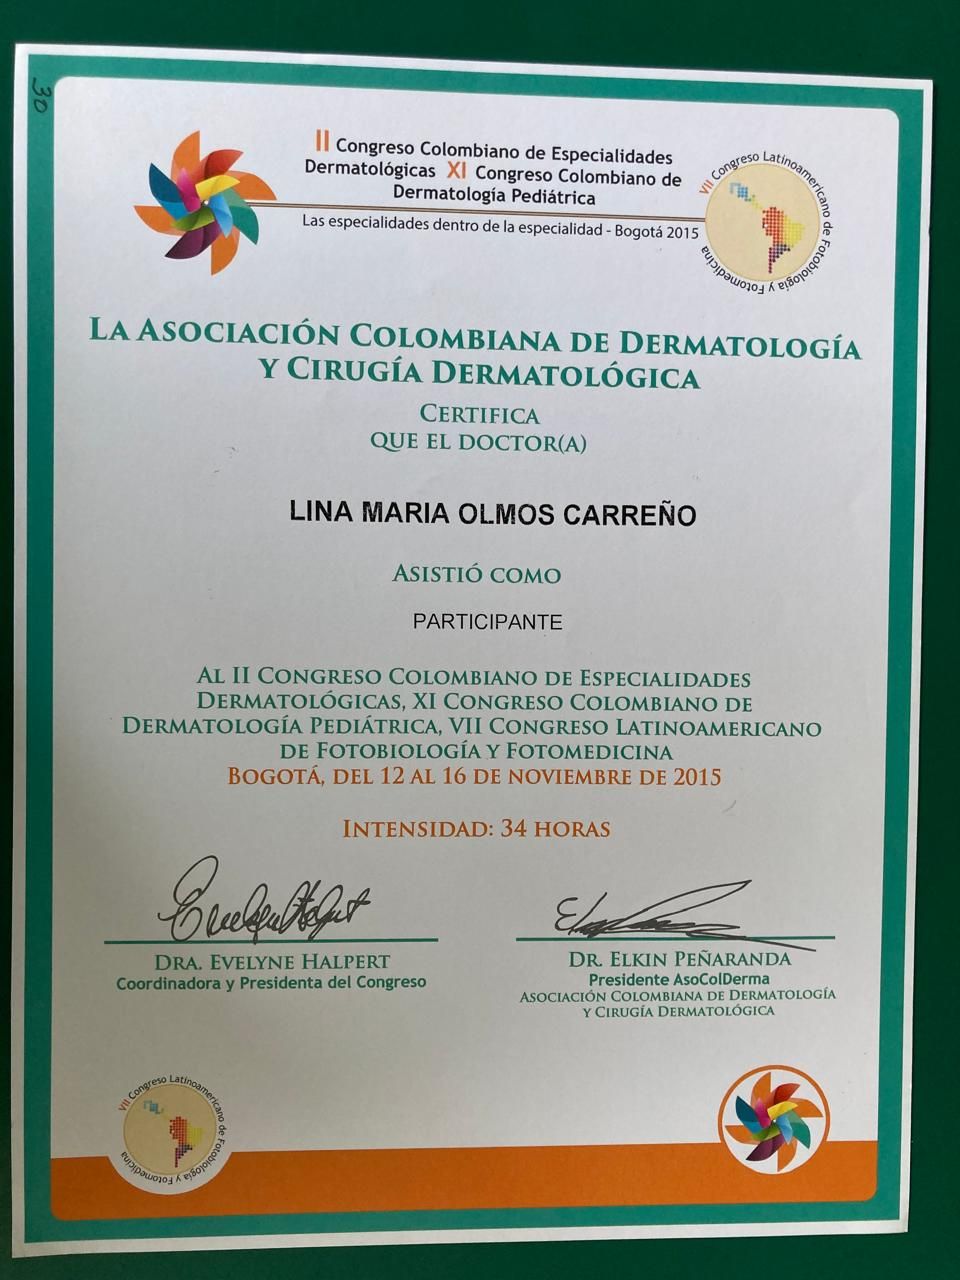 30
II Congreso Colombiano de Especialidades
Dermatológicas XI Congreso Colombiano de
Dermatología Pediátrica
Las especialidades dentro de la especialidad - Bogotá 2015
VII Congreso Latinoamericano de Fotobiología y Fotomedicina
LA ASOCIACIÓN COLOMBIANA DE DERMATOLOGÍA
Y CIRUGÍA DERMATOLÓGICA
CERTIFICA
QUE EL DOCTOR(A)
LINA MARIA OLMOS CARREÑO
ASISTIÓ COMO
PARTICIPANTE
AL II CONGRESO COLOMBIANO DE ESPECIALIDADES
DERMATOLÓGICAS, XI CONGRESO COLOMBIANO DE
DERMATOLOGÍA PEDIÁTRICA, VII CONGRESO LATINOAMERICANO
DE FOTOBIOLOGÍA Y FOTOMEDICINA
BOGOTÁ, DEL 12 AL 16 DE NOVIEMBRE DE 2015
INTENSIDAD: 34 HORAS
DRA. EVELYNE HALPERT
Coordinadora y Presidenta del Congreso
DR. ELKIN PEÑARANDA
Presidente AsoColDerma
ASOCIACIÓN COLOMBIANA DE DERMATOLOGÍA
Y CIRUGÍA DERMATOLÓGICA
VII Congreso Latinoamericano de Fotobiología y Fotomedicina